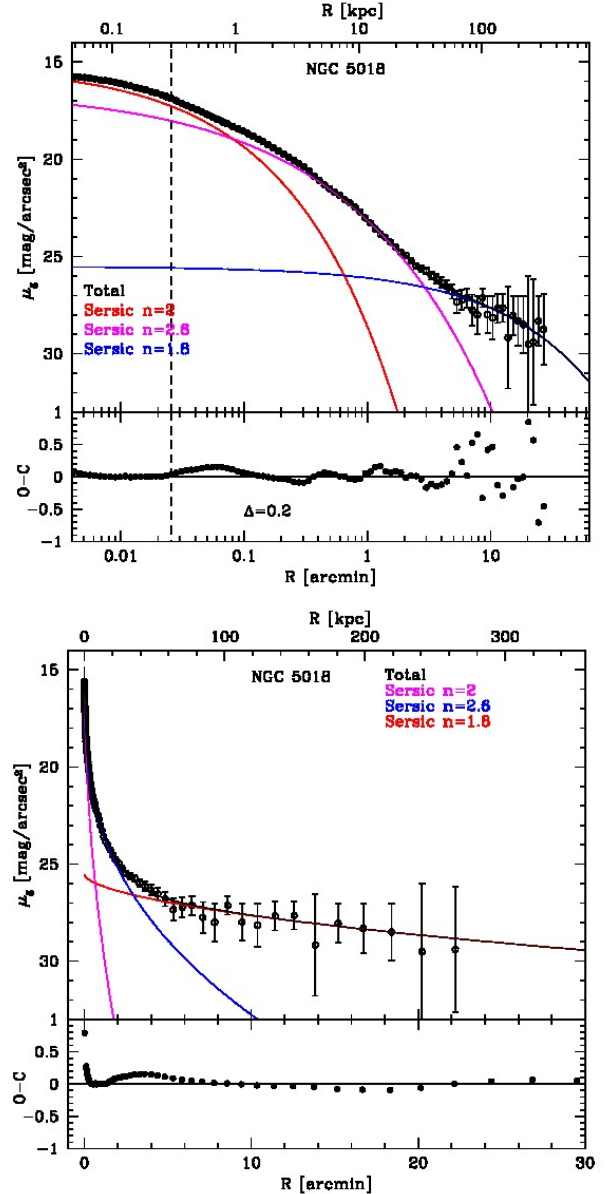 R [kpc]
0.1 1 10 100
NGC 5018
15
20
25
30
μg [mag/arcsec²]
Total
Sersic n=2
Sersic n=2.6
Sersic n=1.8
1
0.5
0
−0.5
−1
O−C
Δ=0.2
0.01 0.1 1 10
R [arcmin]
R [kpc]
0 100 200 300
NGC 5018
Total
Sersic n=2
Sersic n=2.6
Sersic n=1.8
15
20
25
30
μg [mag/arcsec²]
1
0.5
0
−0.5
−1
O−C
0 10 20 30
R [arcmin]